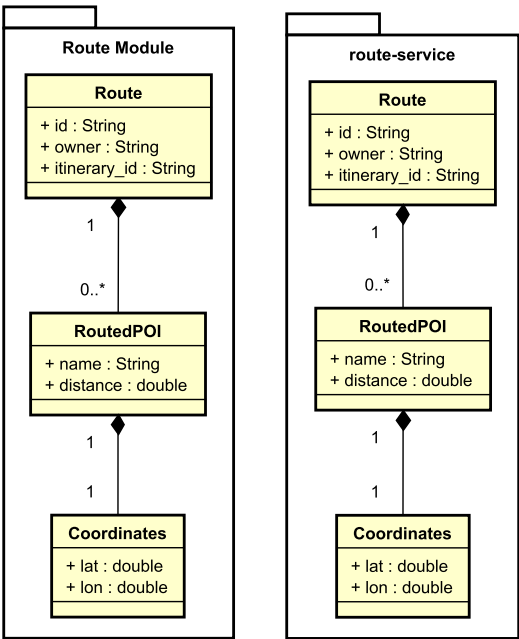 Route Module
Route
+ id : String
+ owner : String
+ itinerary_id : String
1
0..*
RoutedPOI
+ name : String
+ distance : double
1
1
Coordinates
+ lat : double
+ lon : double
route-service
Route
+ id : String
+ owner : String
+ itinerary_id : String
1
0..*
RoutedPOI
+ name : String
+ distance : double
1
1
Coordinates
+ lat : double
+ lon : double